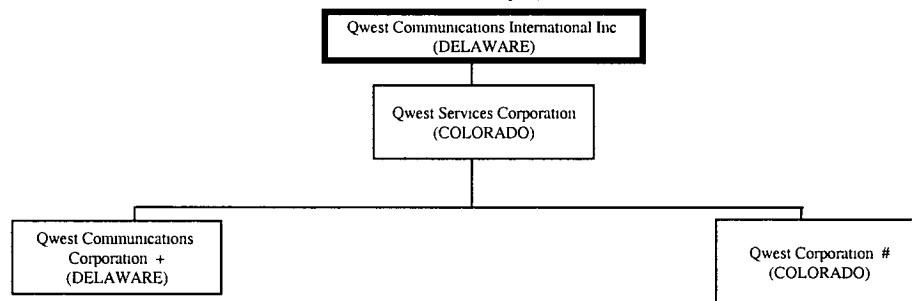 Qwest Communications International Inc
(DELAWARE)
Qwest Services Corporation
(COLORADO)
Qwest Communications
Corporation +
(DELAWARE)
Qwest Corporation #
(COLORADO)